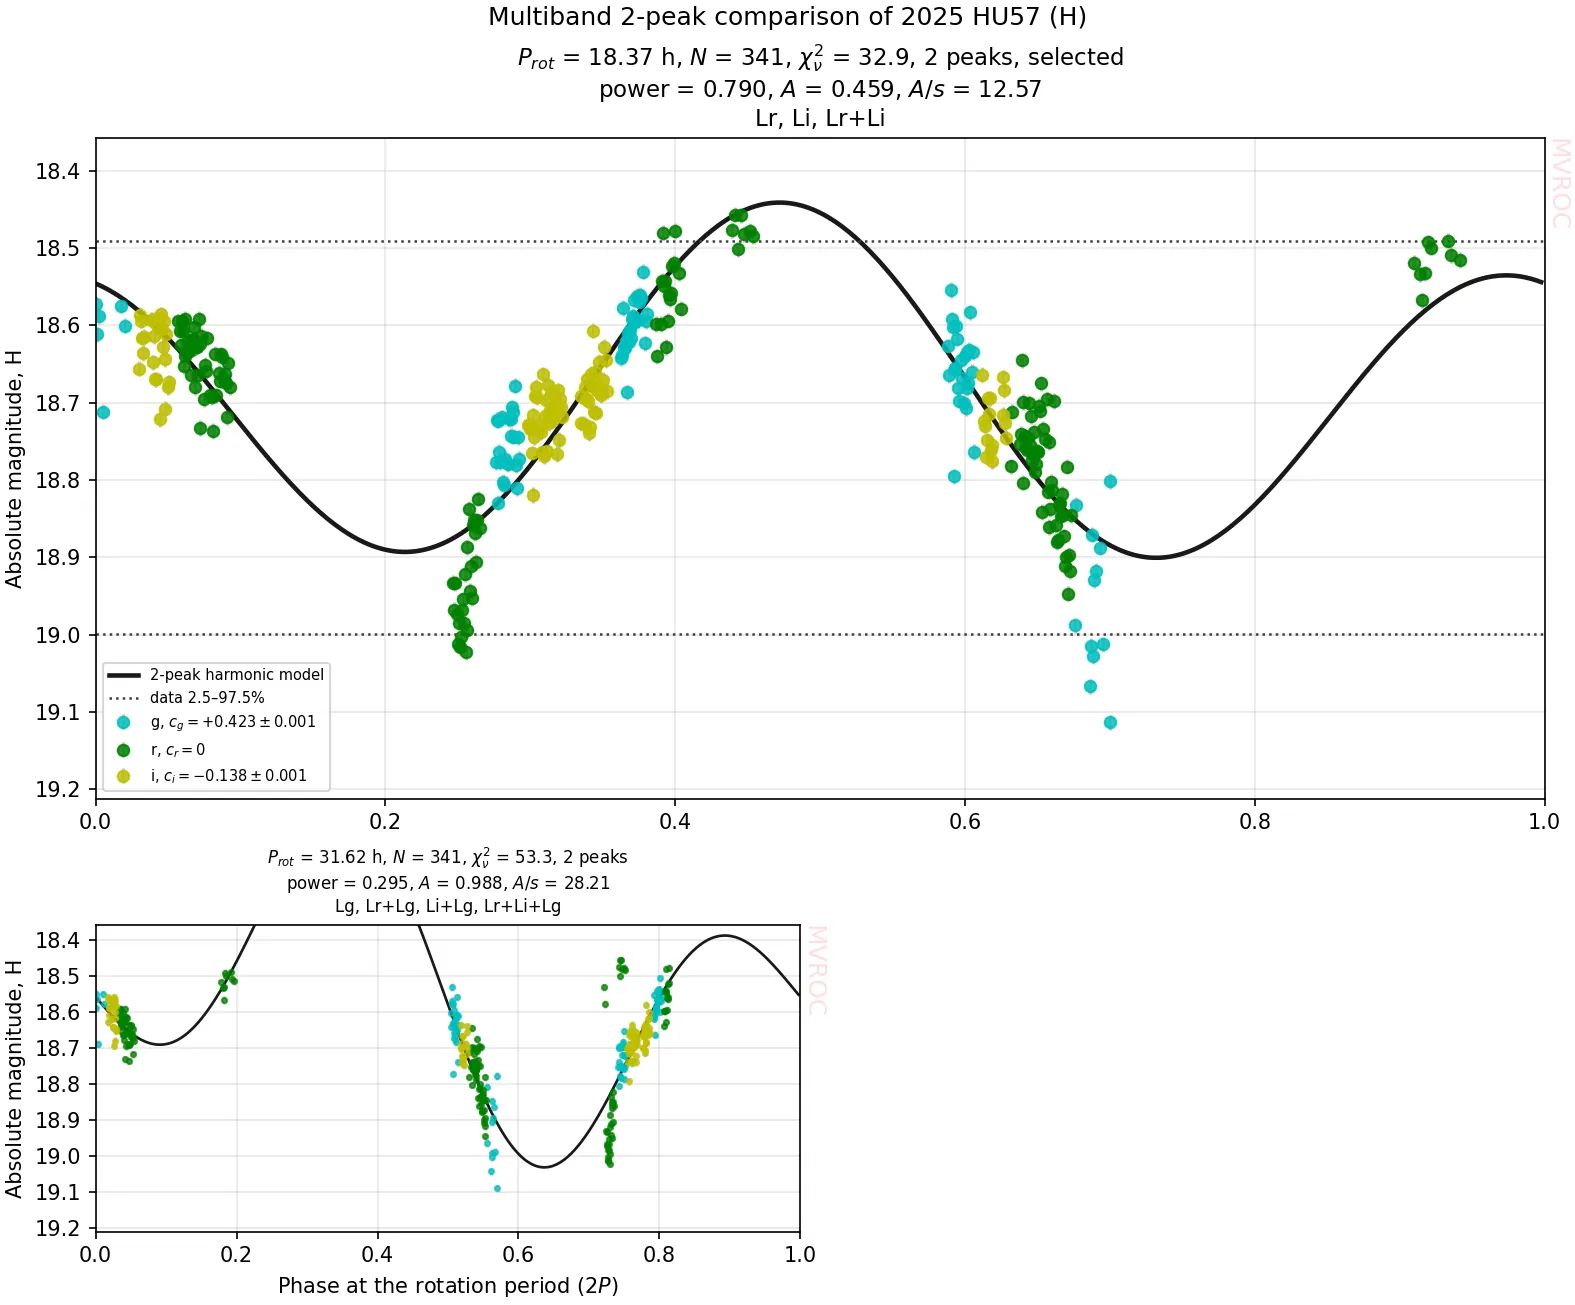 Multiband 2-peak comparison of 2025 HU57 (H)
P_rot = 18.37 h, N = 341, χ²_ν = 32.9, 2 peaks, selected
power = 0.790, A = 0.459, A/s = 12.57
Lr, Li, Lr+Li
MVROC
Absolute magnitude, H
18.4
18.5
18.6
18.7
18.8
18.9
19.0
19.1
19.2
2-peak harmonic model
data 2.5–97.5%
g, c_g = +0.423 ± 0.001
r, c_r = 0
i, c_i = −0.138 ± 0.001
0.0 0.2 0.4 0.6 0.8 1.0
P_rot = 31.62 h, N = 341, χ²_ν = 53.3, 2 peaks
power = 0.295, A = 0.988, A/s = 28.21
Lg, Lr+Lg, Li+Lg, Lr+Li+Lg
MVROC
Absolute magnitude, H
18.4
18.5
18.6
18.7
18.8
18.9
19.0
19.1
19.2
0.0 0.2 0.4 0.6 0.8 1.0
Phase at the rotation period (2P)